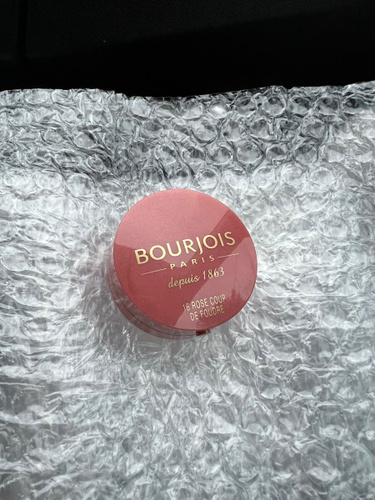 BOURJOIS
PARIS
depuis 1863
16 ROSE COUP
DE FOUDRE